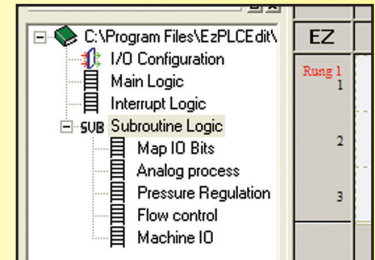 C:\Program Files\EzPLCEdit\
I/O Configuration
Main Logic
Interrupt Logic
SUB Subroutine Logic
Map IO Bits
Analog process
Pressure Regulation
Flow control
Machine IO
EZ
Rung 1
1
2
3